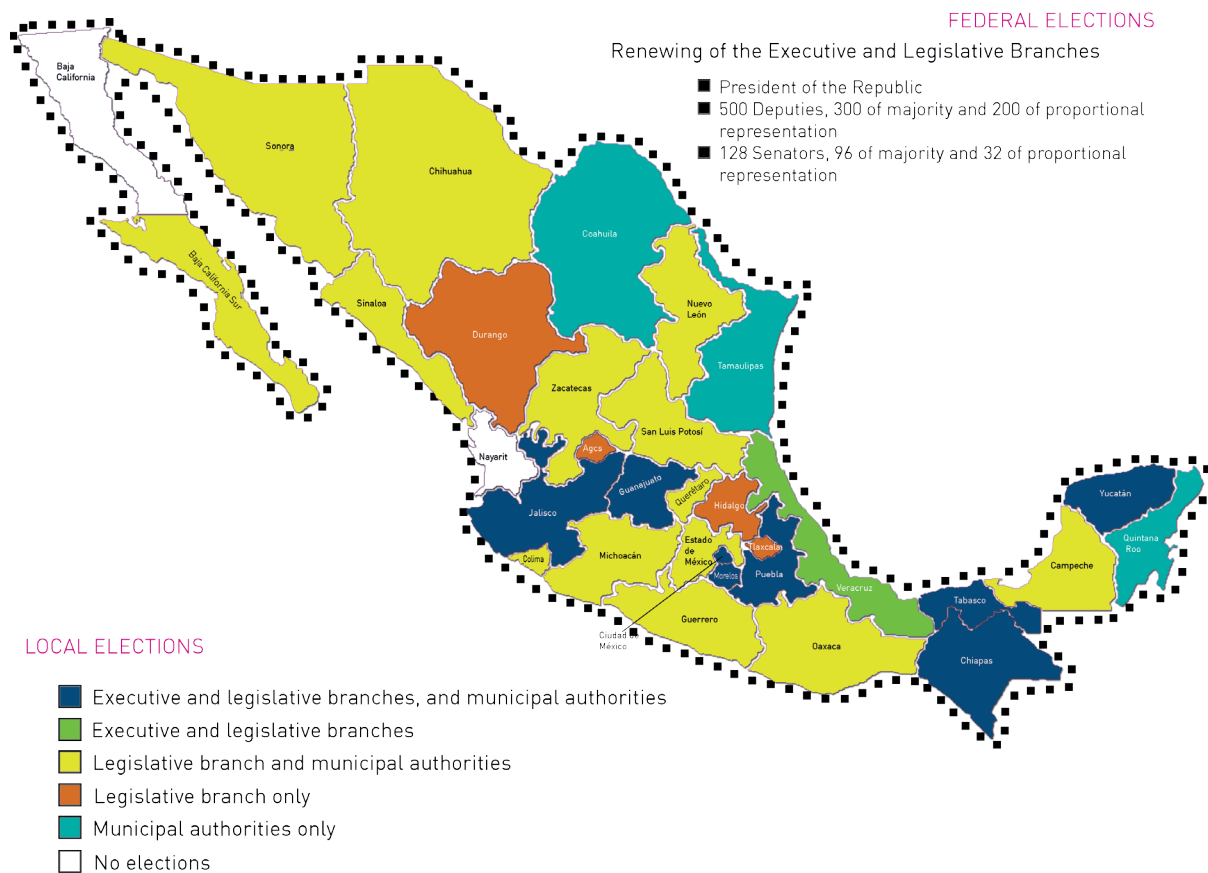 FEDERAL ELECTIONS
Renewing of the Executive and Legislative Branches
President of the Republic
500 Deputies, 300 of majority and 200 of proportional
representation
128 Senators, 96 of majority and 32 of proportional
representation
Baja
California
Sonora
Chihuahua
Coahuila
Baja California Sur
Sinaloa
Nuevo
León
Durango
Tamaulipas
Zacatecas
San Luis Potosí
Nayarit
Agcs
Guanajuato
Querétaro
Hidalgo
Yucatán
Jalisco
Quintana
Roo
Estado
de
México
Tlaxcala
Michoacán
Colima
Morelos
Puebla
Campeche
Veracruz
Tabasco
Guerrero
Ciudad de
México
Oaxaca
Chiapas
LOCAL ELECTIONS
Executive and legislative branches, and municipal authorities
Executive and legislative branches
Legislative branch and municipal authorities
Legislative branch only
Municipal authorities only
No elections